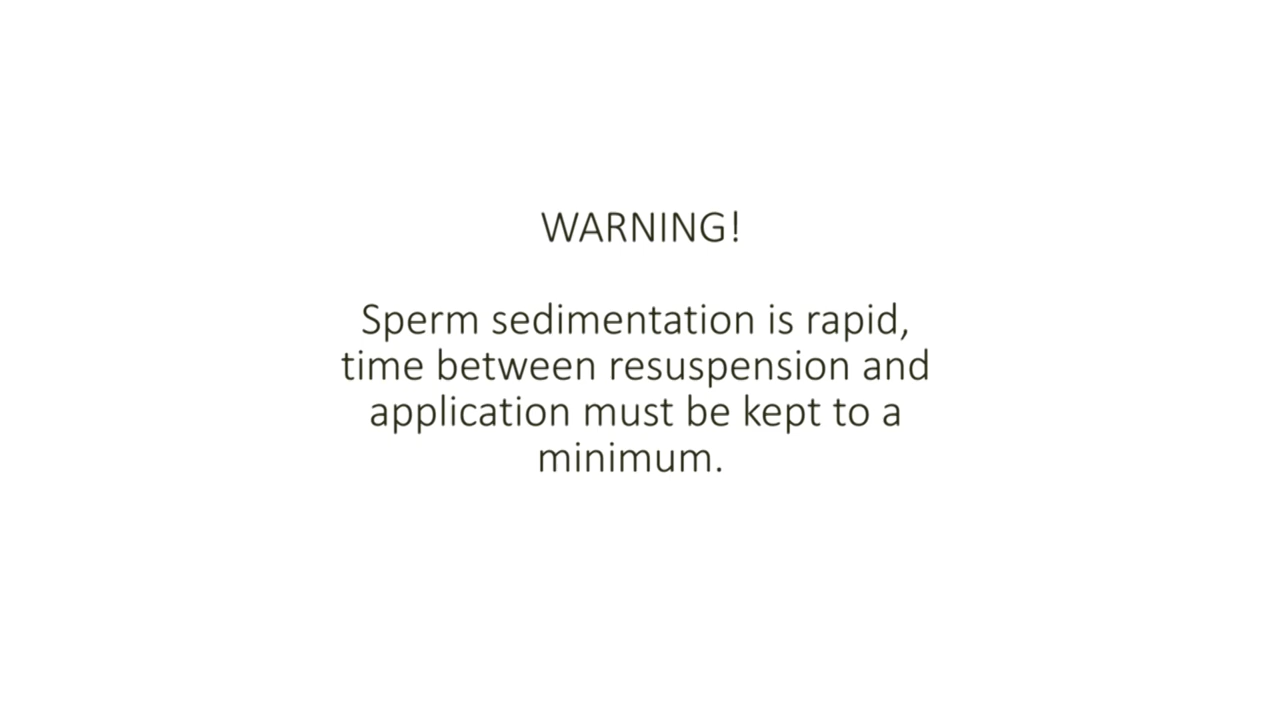 WARNING!
Sperm sedimentation is rapid,
time between resuspension and
application must be kept to a
minimum.